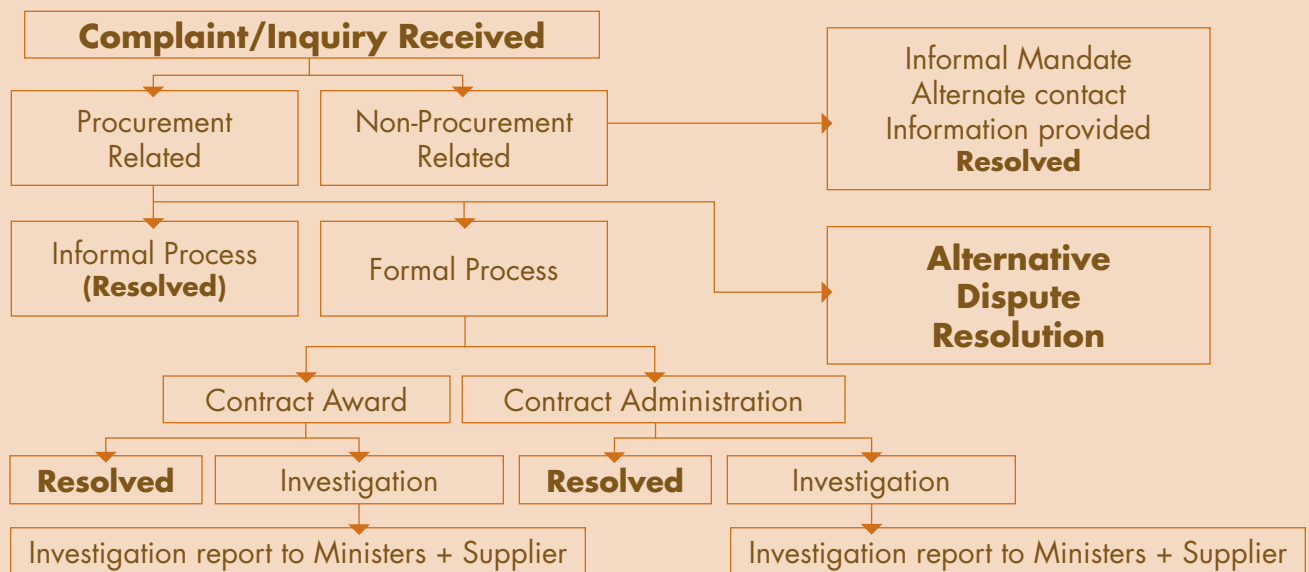 Complaint/Inquiry Received
Procurement
Related
Non-Procurement
Related
Informal Mandate
Alternate contact
Information provided
Resolved
Informal Process
(Resolved)
Formal Process
Alternative
Dispute
Resolution
Contract Award
Contract Administration
Resolved
Investigation
Resolved
Investigation
Investigation report to Ministers + Supplier
Investigation report to Ministers + Supplier